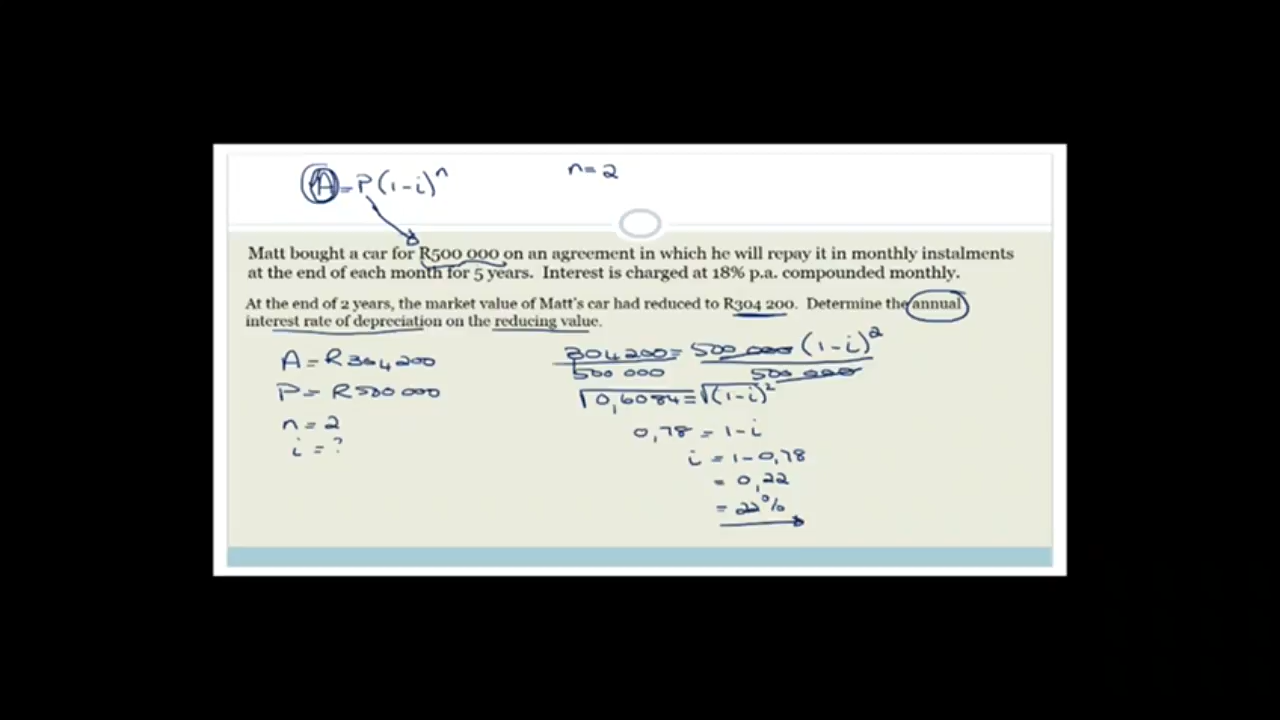 A = P(1-i)^n
n = 2
Matt bought a car for R500 000 on an agreement in which he will repay it in monthly instalments
at the end of each month for 5 years. Interest is charged at 18% p.a. compounded monthly.
At the end of 2 years, the market value of Matt's car had reduced to R304 200. Determine the annual
interest rate of depreciation on the reducing value.
A = R304 200
P = R500 000
n = 2
i = ?
304 200 = 500 000 (1-i)^2
500 000 500 000
√0,6084 = √(1-i)^2
0,78 = 1-i
i = 1-0,78
= 0,22
= 22%